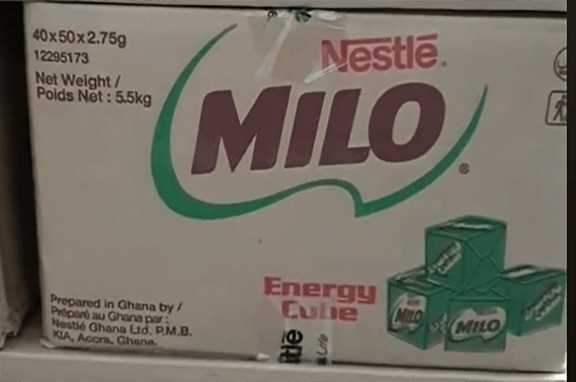 40x50x2.75g
12295173
Net Weight /
Poids Net : 5.5kg
Nestlé.
MILO
®
Energy
Cube
MILO
MILO
Prepared in Ghana by /
Préparé au Ghana par :
Nestlé Ghana Ltd, P.M.B.
KIA, Accra, Ghana.